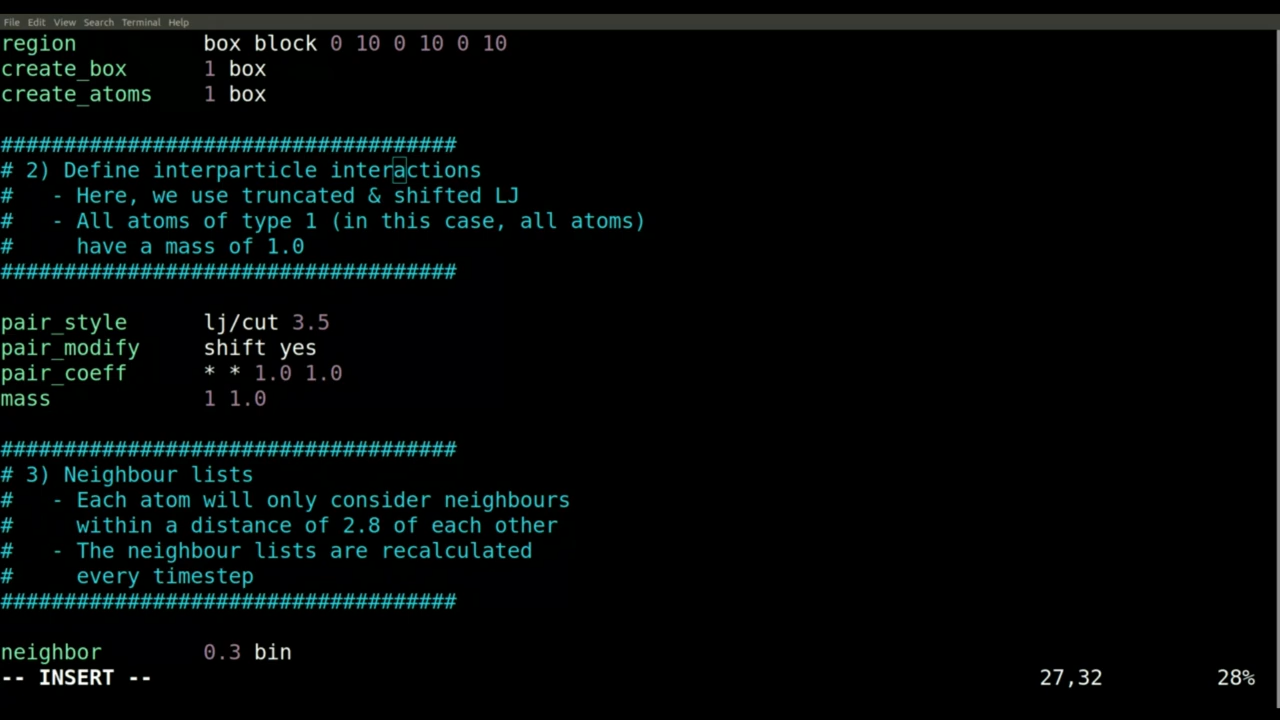 File Edit View Search Terminal Help
region box block 0 10 0 10 0 10
create_box 1 box
create_atoms 1 box
####################################
# 2) Define interparticle interactions
# - Here, we use truncated & shifted LJ
# - All atoms of type 1 (in this case, all atoms)
# have a mass of 1.0
####################################
pair_style lj/cut 3.5
pair_modify shift yes
pair_coeff * * 1.0 1.0
mass 1 1.0
####################################
# 3) Neighbour lists
# - Each atom will only consider neighbours
# within a distance of 2.8 of each other
# - The neighbour lists are recalculated
# every timestep
####################################
neighbor 0.3 bin
-- INSERT -- 27,32 28%